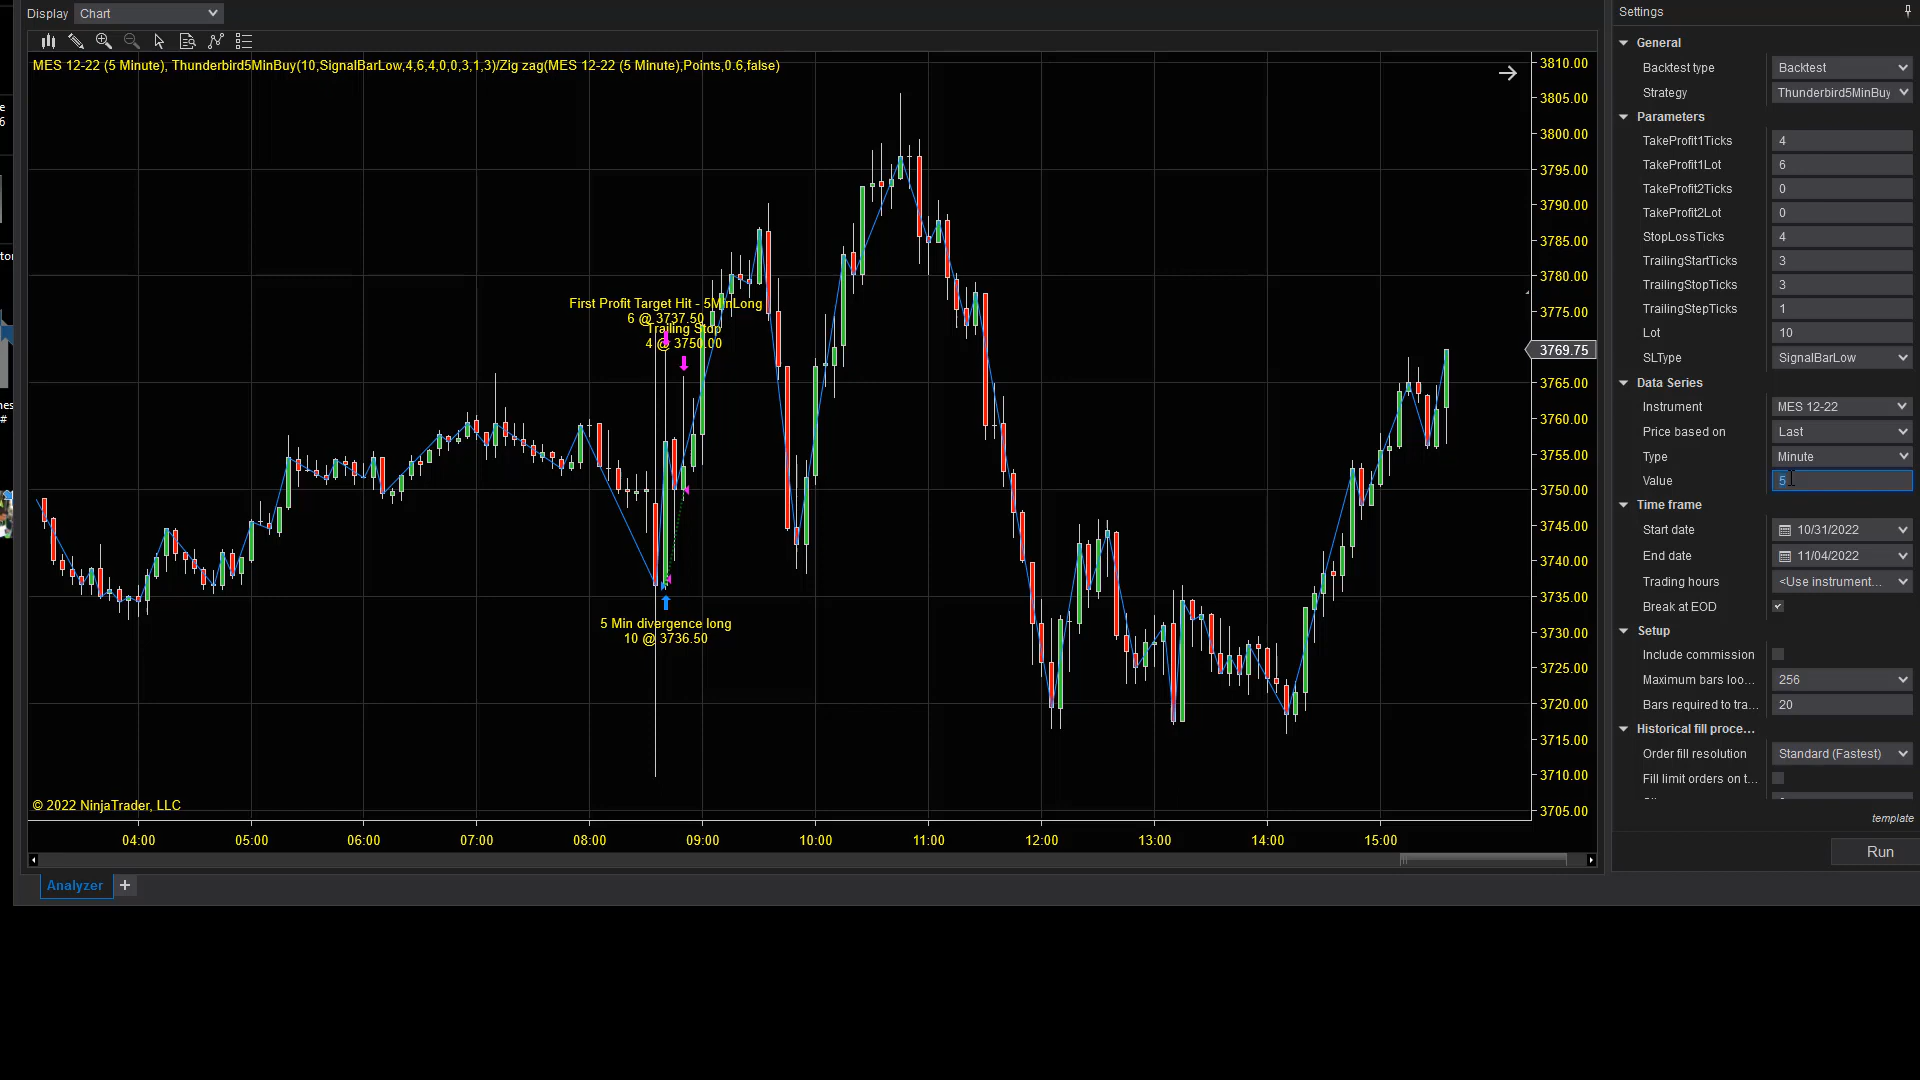 Display Chart
MES 12-22 (5 Minute), Thunderbird5MinBuy(10,SignalBarLow,4,6,4,0,0,3,1,3)/Zig zag(MES 12-22 (5 Minute),Points,0.6,false)
First Profit Target Hit - 5MinLong
6 @ 3737.50
Trailing Stop
4 @ 3750.00
5 Min divergence long
10 @ 3736.50
© 2022 NinjaTrader, LLC
3810.00
3805.00
3800.00
3795.00
3790.00
3785.00
3780.00
3775.00
3769.75
3765.00
3760.00
3755.00
3750.00
3745.00
3740.00
3735.00
3730.00
3725.00
3720.00
3715.00
3710.00
3705.00
04:00 05:00 06:00 07:00 08:00 09:00 10:00 11:00 12:00 13:00 14:00 15:00
Analyzer +
Settings
General
Backtest type Backtest
Strategy Thunderbird5MinBuy
Parameters
TakeProfit1Ticks 4
TakeProfit1Lot 6
TakeProfit2Ticks 0
TakeProfit2Lot 0
StopLossTicks 4
TrailingStartTicks 3
TrailingStopTicks 3
TrailingStepTicks 1
Lot 10
SLType SignalBarLow
Data Series
Instrument MES 12-22
Price based on Last
Type Minute
Value 5
Time frame
Start date 10/31/2022
End date 11/04/2022
Trading hours <Use instrument...
Break at EOD
Setup
Include commission
Maximum bars loo... 256
Bars required to tra... 20
Historical fill proce...
Order fill resolution Standard (Fastest)
Fill limit orders on t...
template
Run